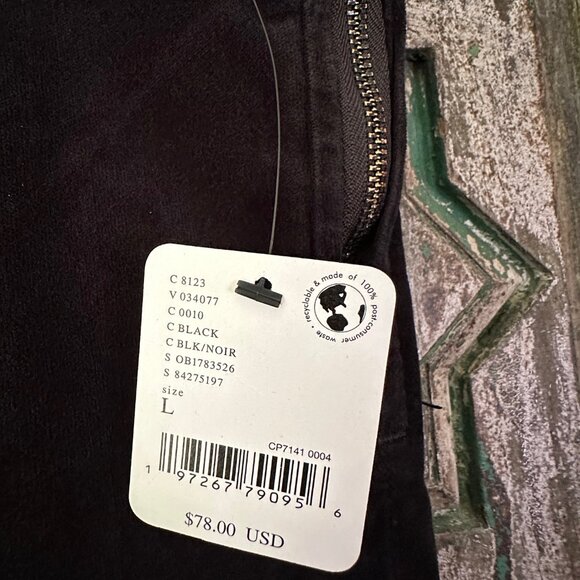 C 8123
V 034077
C 0010
C BLACK
C BLK/NOIR
S OB1783526
S 84275197
size
L
recyclable & made of 100% post-consumer waste •
CP7141 0004
1 97267 79095 6
$78.00 USD